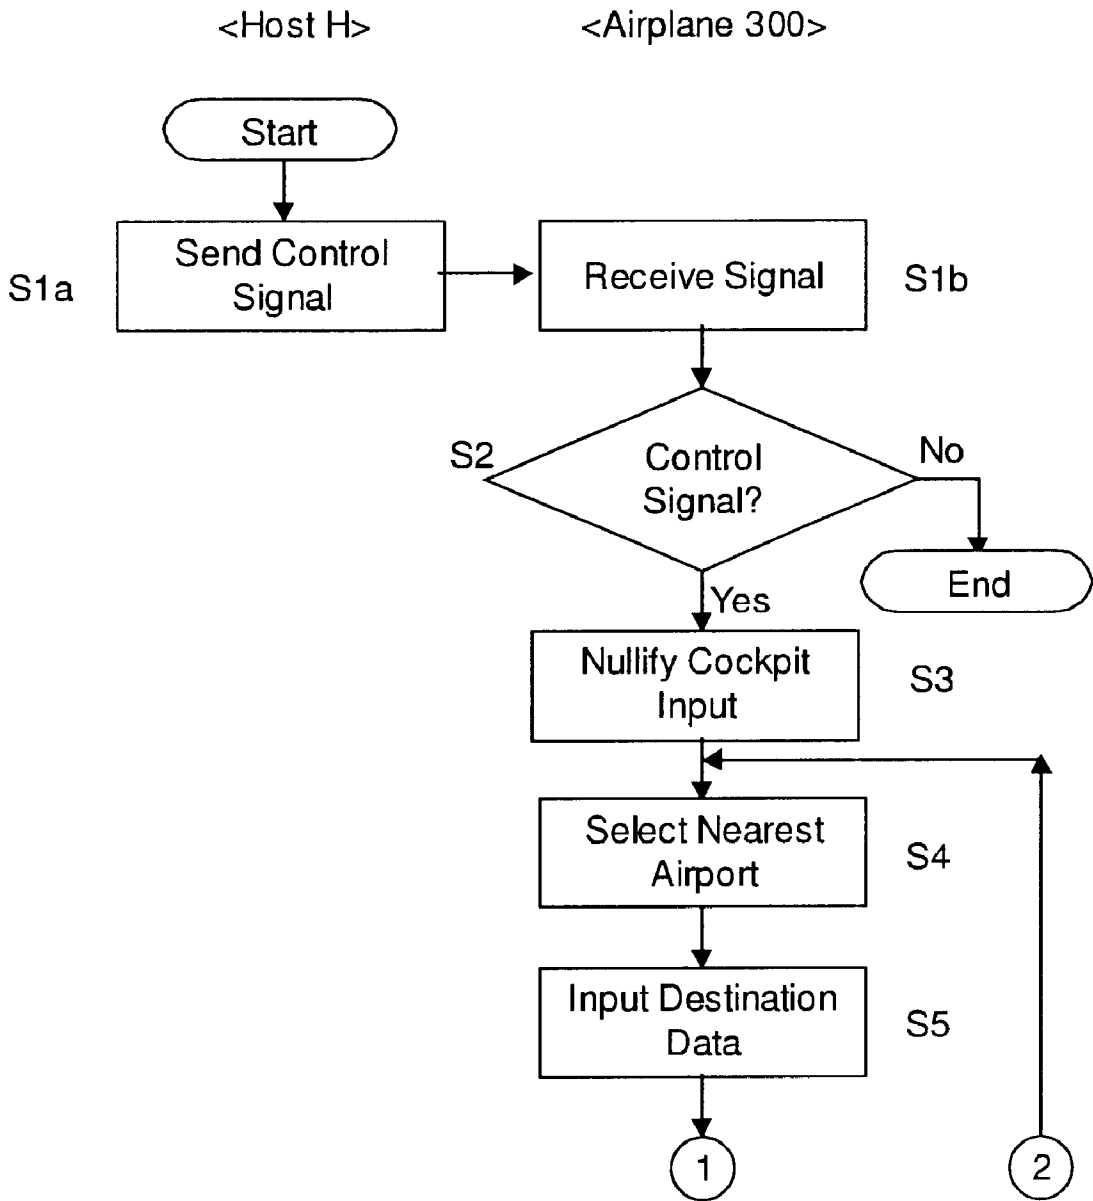 <Host H>
<Airplane 300>
Start
S1a
Send Control
Signal
Receive Signal
S1b
S2
Control
Signal?
No
End
Yes
Nullify Cockpit
Input
S3
Select Nearest
Airport
S4
Input Destination
Data
S5
1
2